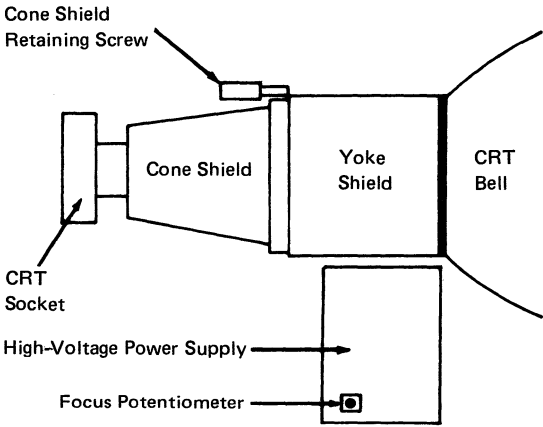 Cone Shield
Retaining Screw
Cone Shield
Yoke
Shield
CRT
Bell
CRT
Socket
High-Voltage Power Supply
Focus Potentiometer